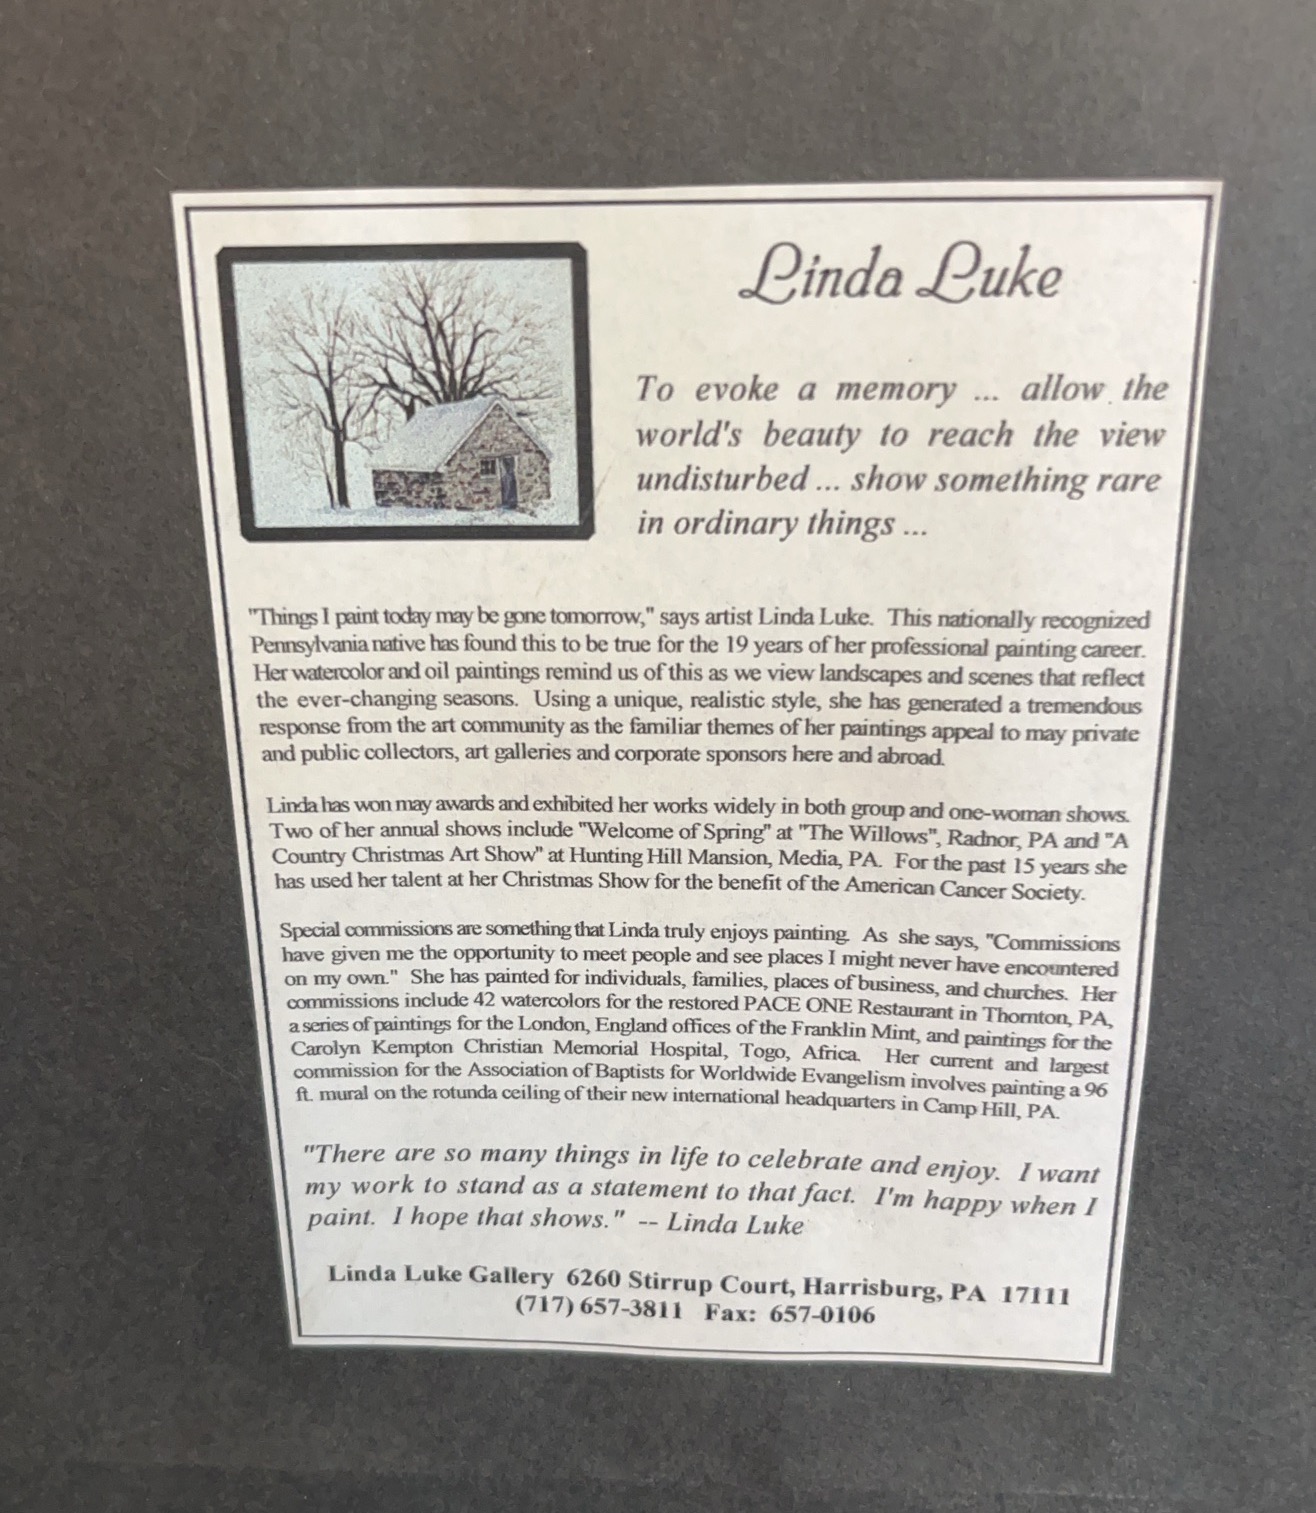 Linda Luke
To evoke a memory ... allow the
world's beauty to reach the view
undisturbed ... show something rare
in ordinary things ...
"Things I paint today may be gone tomorrow," says artist Linda Luke. This nationally recognized
Pennsylvania native has found this to be true for the 19 years of her professional painting career.
Her watercolor and oil paintings remind us of this as we view landscapes and scenes that reflect
the ever-changing seasons. Using a unique, realistic style, she has generated a tremendous
response from the art community as the familiar themes of her paintings appeal to may private
and public collectors, art galleries and corporate sponsors here and abroad.
Linda has won may awards and exhibited her works widely in both group and one-woman shows.
Two of her annual shows include "Welcome of Spring" at "The Willows", Radnor, PA and "A
Country Christmas Art Show" at Hunting Hill Mansion, Media, PA. For the past 15 years she
has used her talent at her Christmas Show for the benefit of the American Cancer Society.
Special commissions are something that Linda truly enjoys painting. As she says, "Commissions
have given me the opportunity to meet people and see places I might never have encountered
on my own." She has painted for individuals, families, places of business, and churches. Her
commissions include 42 watercolors for the restored PACE ONE Restaurant in Thornton, PA,
a series of paintings for the London, England offices of the Franklin Mint, and paintings for the
Carolyn Kempton Christian Memorial Hospital, Togo, Africa. Her current and largest
commission for the Association of Baptists for Worldwide Evangelism involves painting a 96
ft. mural on the rotunda ceiling of their new international headquarters in Camp Hill, PA.
"There are so many things in life to celebrate and enjoy. I want
my work to stand as a statement to that fact. I'm happy when I
paint. I hope that shows." -- Linda Luke
Linda Luke Gallery 6260 Stirrup Court, Harrisburg, PA 17111
(717) 657-3811 Fax: 657-0106